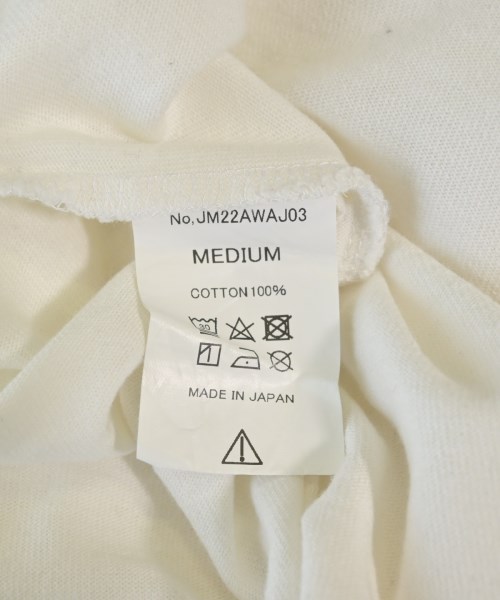 No,JM22AWAJ03
MEDIUM
COTTON100%
30
MADE IN JAPAN